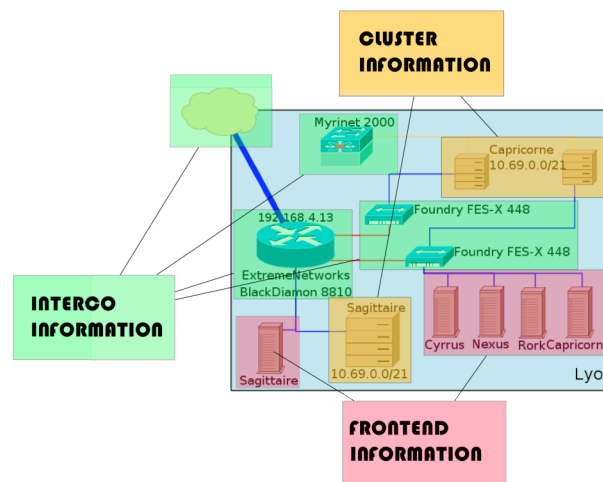 CLUSTER
INFORMATION
Myrinet 2000
Capricorne
10.69.0.0/21
192.168.4.13
Foundry FES-X 448
Foundry FES-X 448
ExtremeNetworks
BlackDiamon 8810
INTERCO
INFORMATION
Sagittaire
10.69.0.0/21
Sagittaire
Cyrrus
Nexus
Rork
Capricorn
Lyo
FRONTEND
INFORMATION